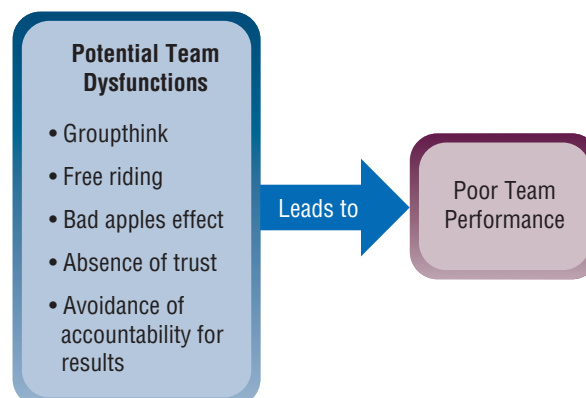 Potential Team
Dysfunctions
• Groupthink
• Free riding
• Bad apples effect
• Absence of trust
• Avoidance of
accountability for
results
Leads to
Poor Team
Performance